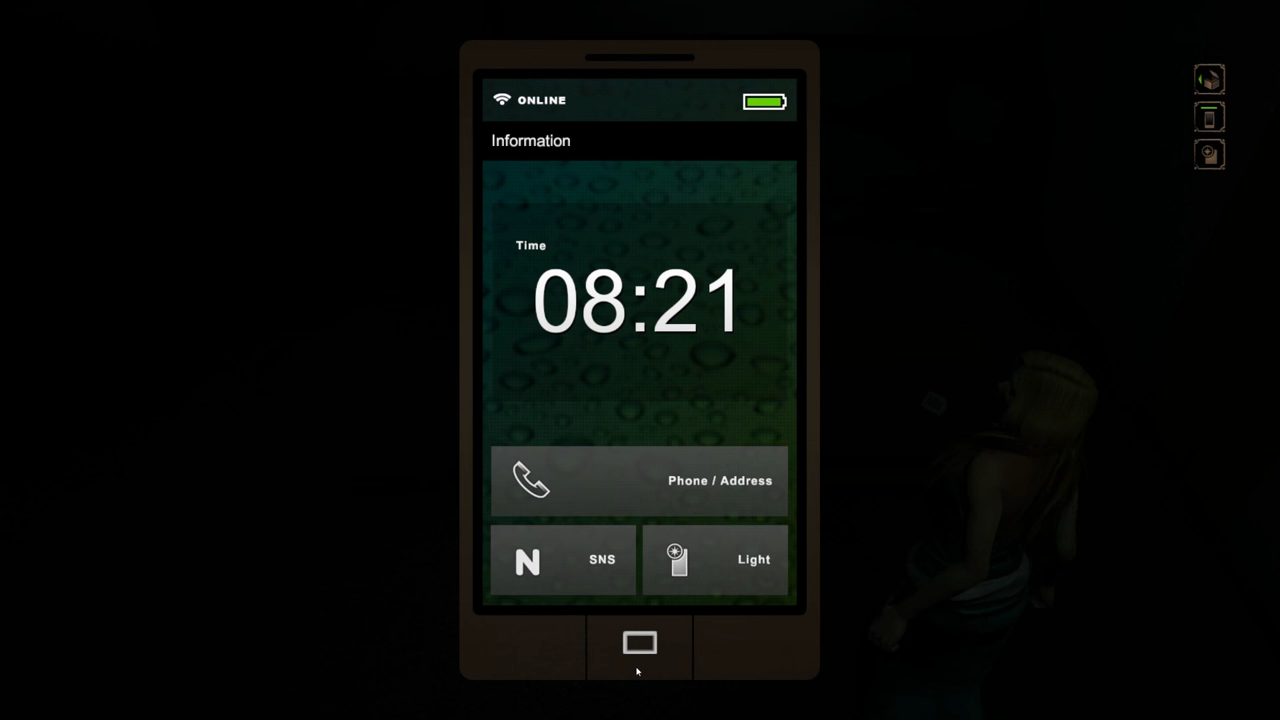 ONLINE
Information
Time
08:21
Phone / Address
N SNS
Light